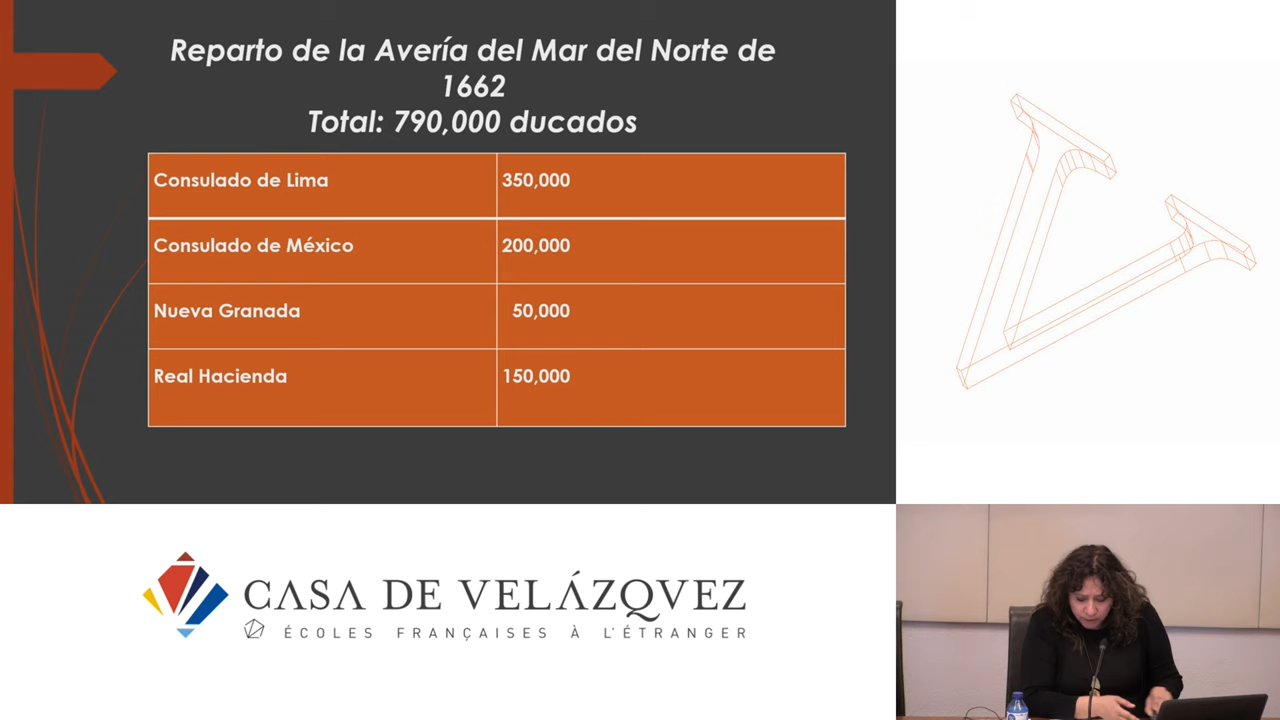 Reparto de la Avería del Mar del Norte de
1662
Total: 790,000 ducados
Consulado de Lima 350,000
Consulado de México 200,000
Nueva Granada 50,000
Real Hacienda 150,000
CASA DE VELÁZQVEZ
ÉCOLES FRANÇAISES À L'ÉTRANGER